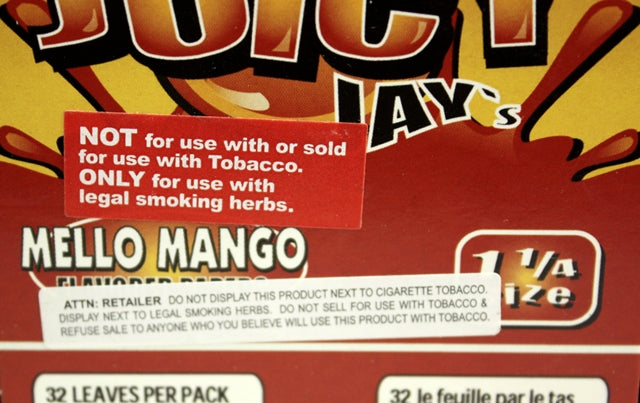 JUICY
JAY's
NOT for use with or sold
for use with Tobacco.
ONLY for use with
legal smoking herbs.
MELLO MANGO
FLAVORED PAPERS
1 1/4
ize
ATTN: RETAILER DO NOT DISPLAY THIS PRODUCT NEXT TO CIGARETTE TOBACCO.
DISPLAY NEXT TO LEGAL SMOKING HERBS. DO NOT SELL FOR USE WITH TOBACCO &
REFUSE SALE TO ANYONE WHO YOU BELIEVE WILL USE THIS PRODUCT WITH TOBACCO.
32 LEAVES PER PACK
32 le feuille par le tas